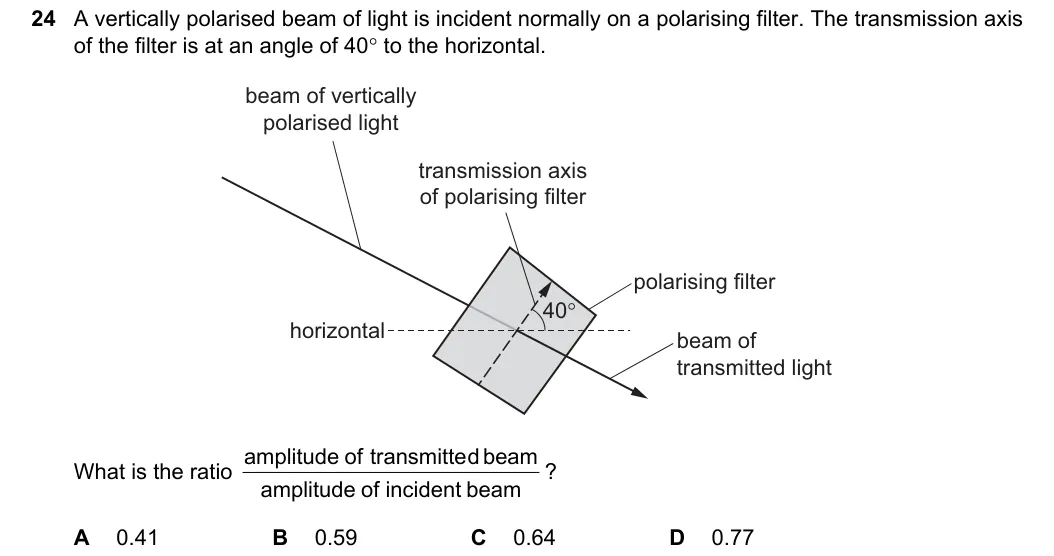 24 A vertically polarised beam of light is incident normally on a polarising filter. The transmission axis
of the filter is at an angle of 40° to the horizontal.
beam of vertically
polarised light
transmission axis
of polarising filter
polarising filter
40°
horizontal
beam of
transmitted light
What is the ratio amplitude of transmitted beam / amplitude of incident beam ?
A 0.41 B 0.59 C 0.64 D 0.77